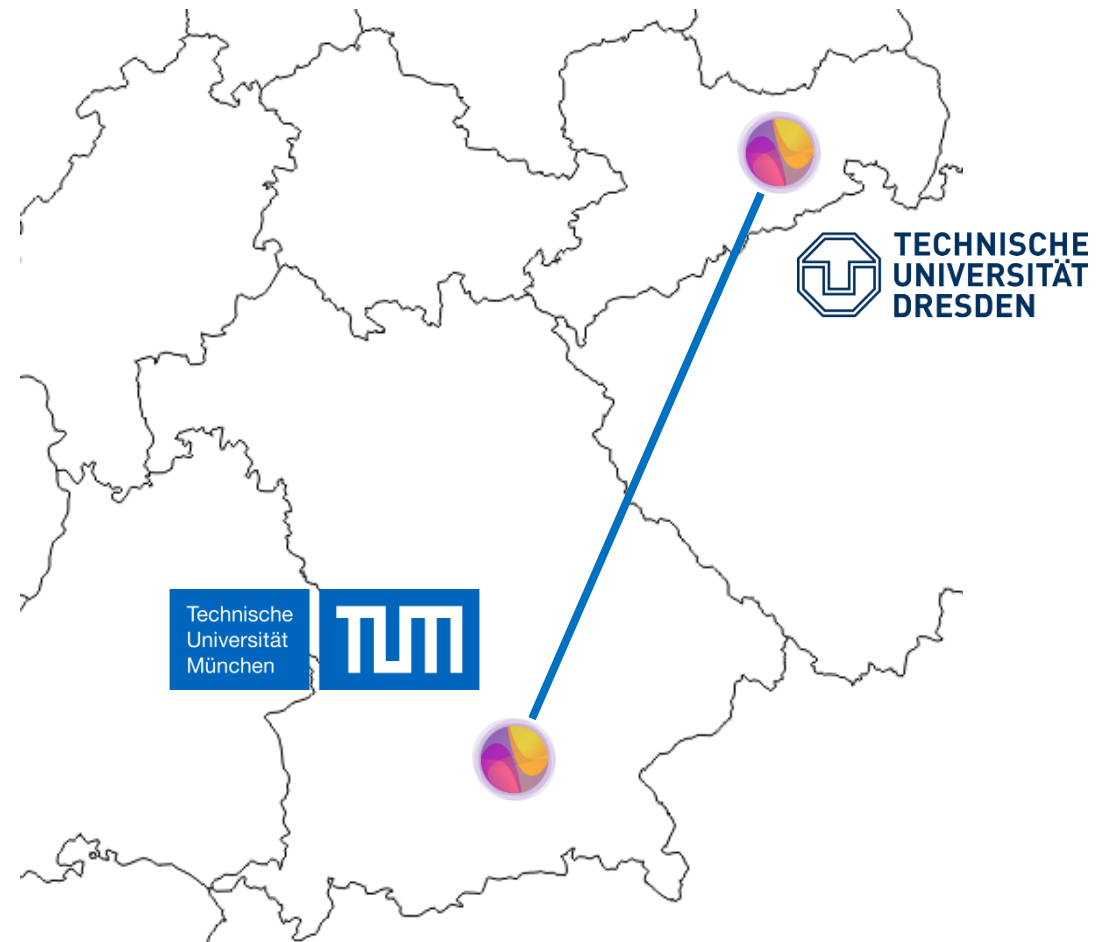 TECHNISCHE
UNIVERSITÄT
DRESDEN
Technische
Universität
München
TUM